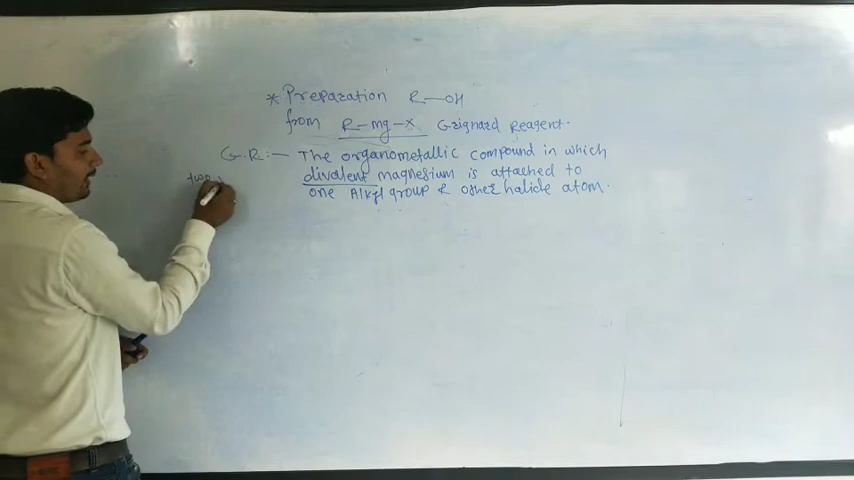 * Preparation R-OH
from R-mg-X Grignard Reagent.
G.R:- The organometallic compound in which
two
divalent magnesium is attached to
one Alkyl group & other halide atom.